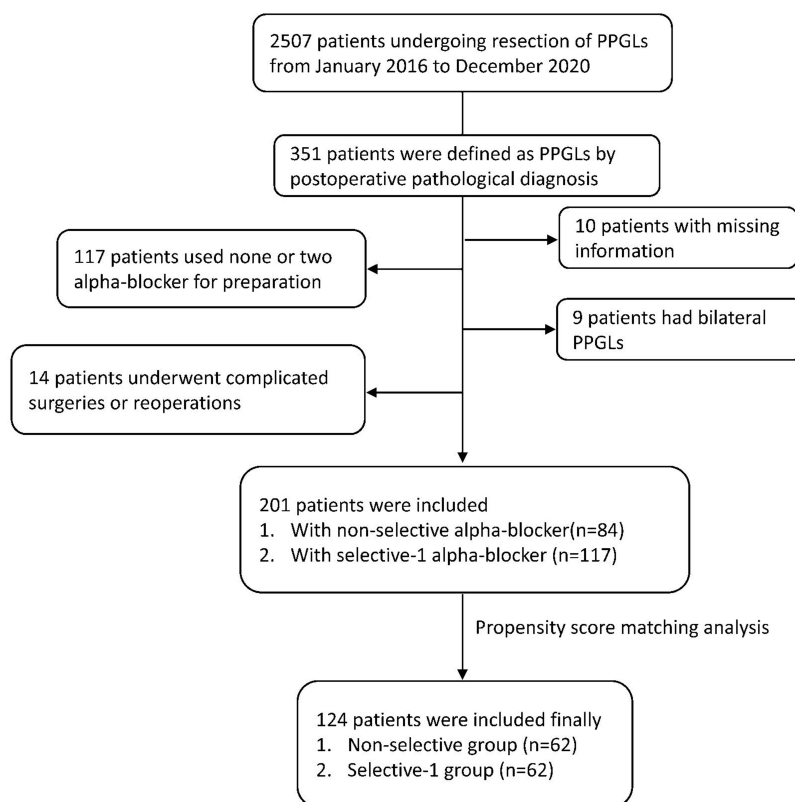 2507 patients undergoing resection of PPGLs
from January 2016 to December 2020
351 patients were defined as PPGLs by
postoperative pathological diagnosis
10 patients with missing
information
117 patients used none or two
alpha-blocker for preparation
9 patients had bilateral
PPGLs
14 patients underwent complicated
surgeries or reoperations
201 patients were included
1. With non-selective alpha-blocker(n=84)
2. With selective-1 alpha-blocker (n=117)
Propensity score matching analysis
124 patients were included finally
1. Non-selective group (n=62)
2. Selective-1 group (n=62)